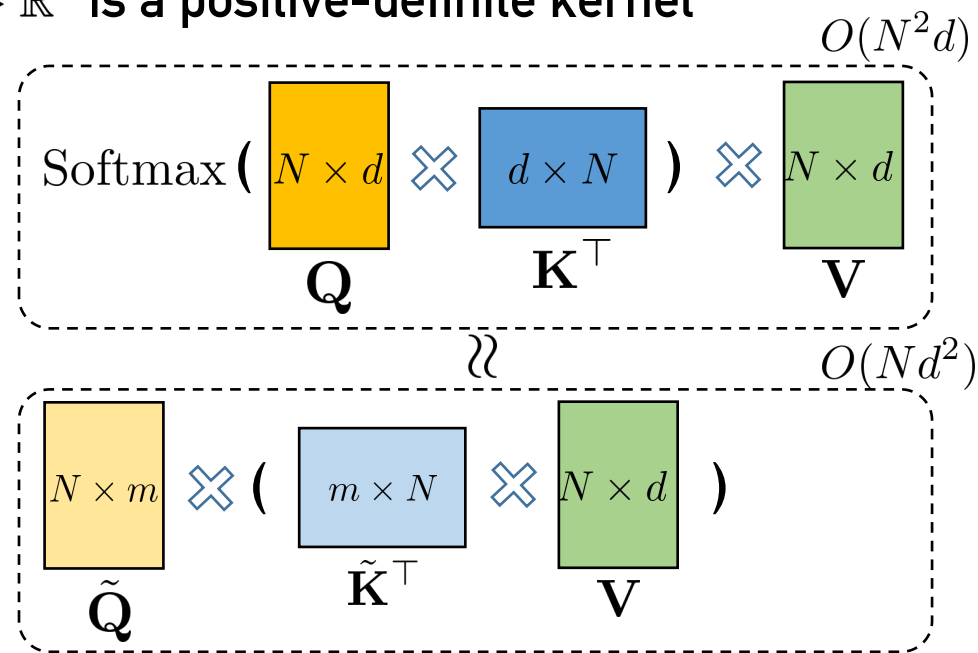 ℝ is a positive-definite kernel
O(N²d)
Softmax ( N × d × d × N ) × N × d
Q K⊤ V
≈
O(Nd²)
N × m × ( m × N × N × d )
Q̃ K̃⊤ V